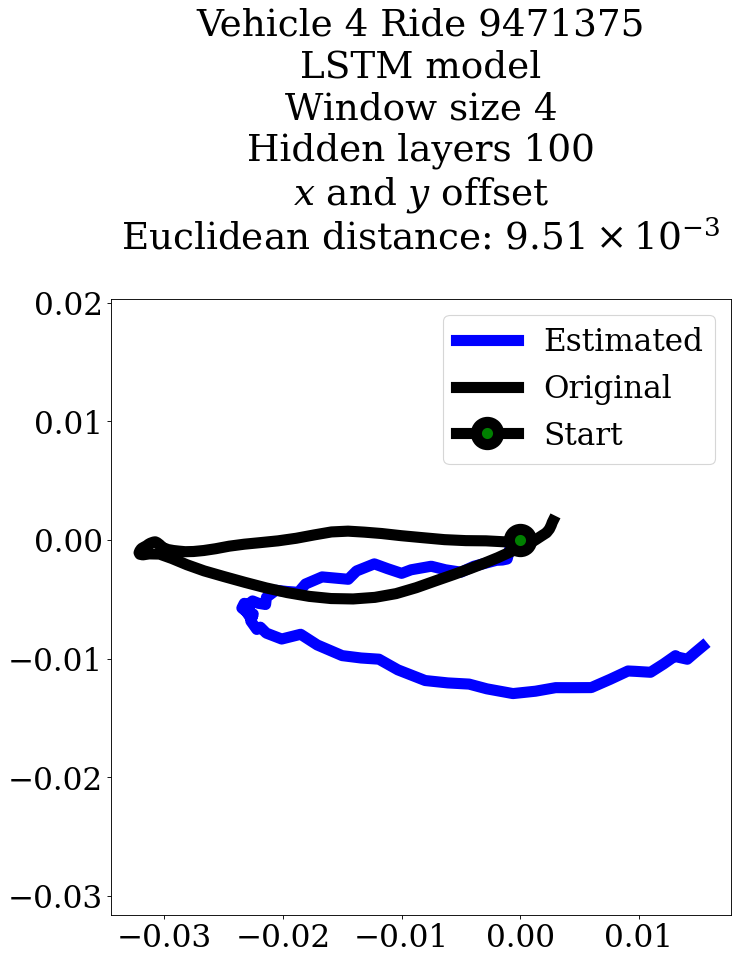 Vehicle 4 Ride 9471375
LSTM model
Window size 4
Hidden layers 100
x and y offset
Euclidean distance: 9.51 × 10⁻³
0.02
0.01
0.00
−0.01
−0.02
−0.03
Estimated
Original
Start
−0.03 −0.02 −0.01 0.00 0.01